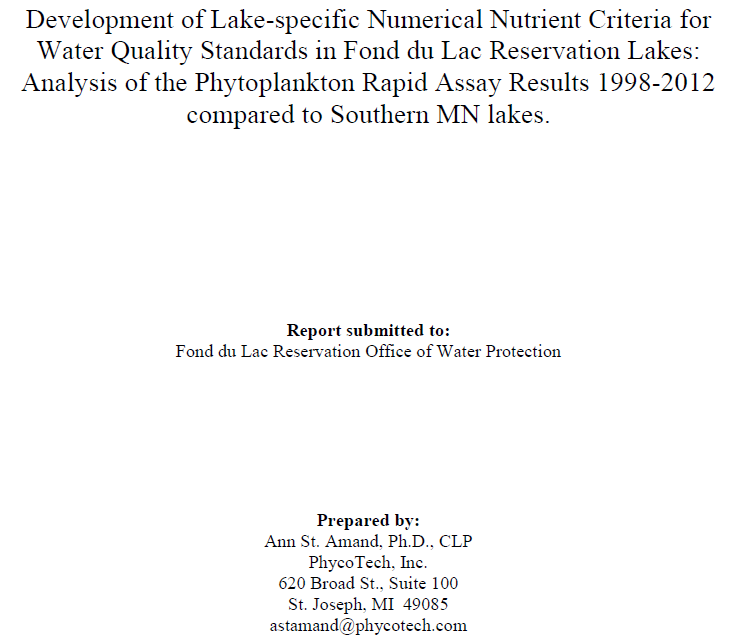 Development of Lake-specific Numerical Nutrient Criteria for
Water Quality Standards in Fond du Lac Reservation Lakes:
Analysis of the Phytoplankton Rapid Assay Results 1998-2012
compared to Southern MN lakes.
Report submitted to:
Fond du Lac Reservation Office of Water Protection
Prepared by:
Ann St. Amand, Ph.D., CLP
PhycoTech, Inc.
620 Broad St., Suite 100
St. Joseph, MI  49085
astamand@phycotech.com